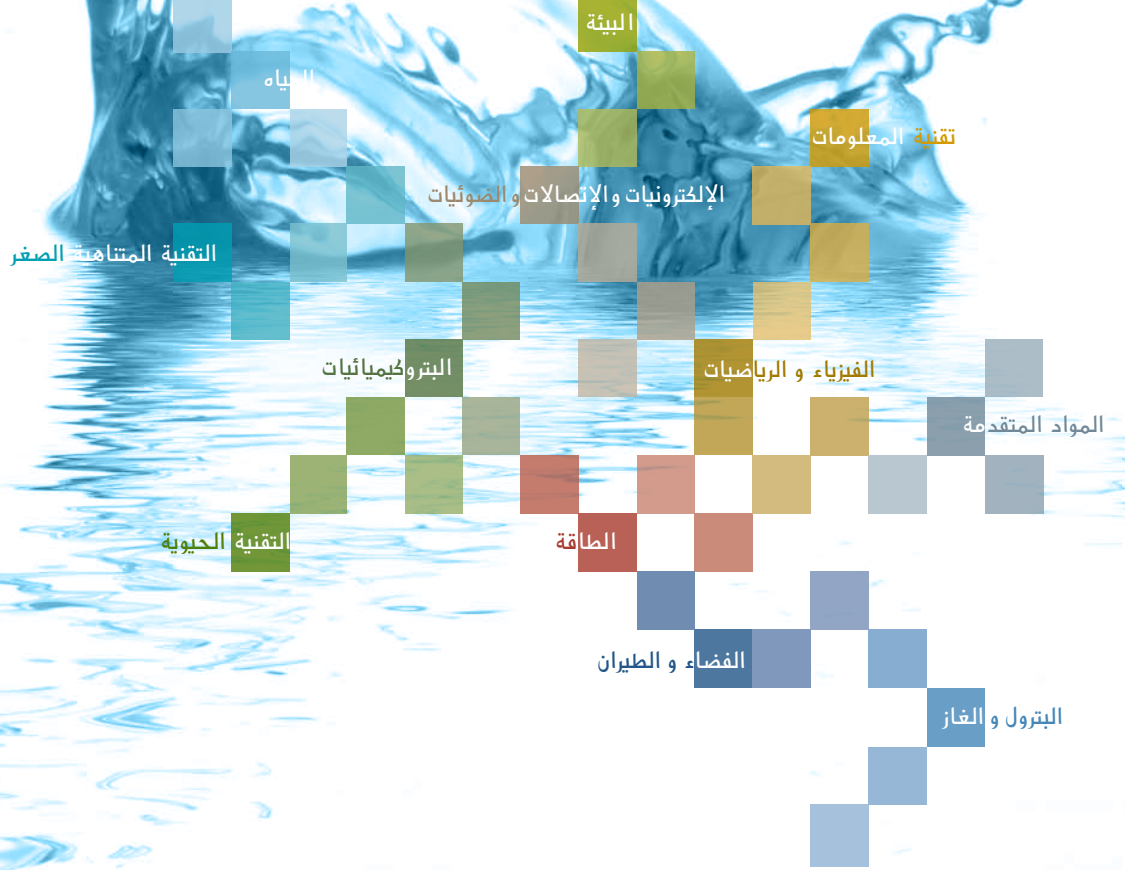 البيئة
المياه
تقنية المعلومات
الإلكترونيات والإتصالات والضوئيات
التقنية المتناهية الصغر
الفيزياء و الرياضيات
البتروكيميائيات
المواد المتقدمة
الطاقة
التقنية الحيوية
الفضاء و الطيران
البترول و الغاز